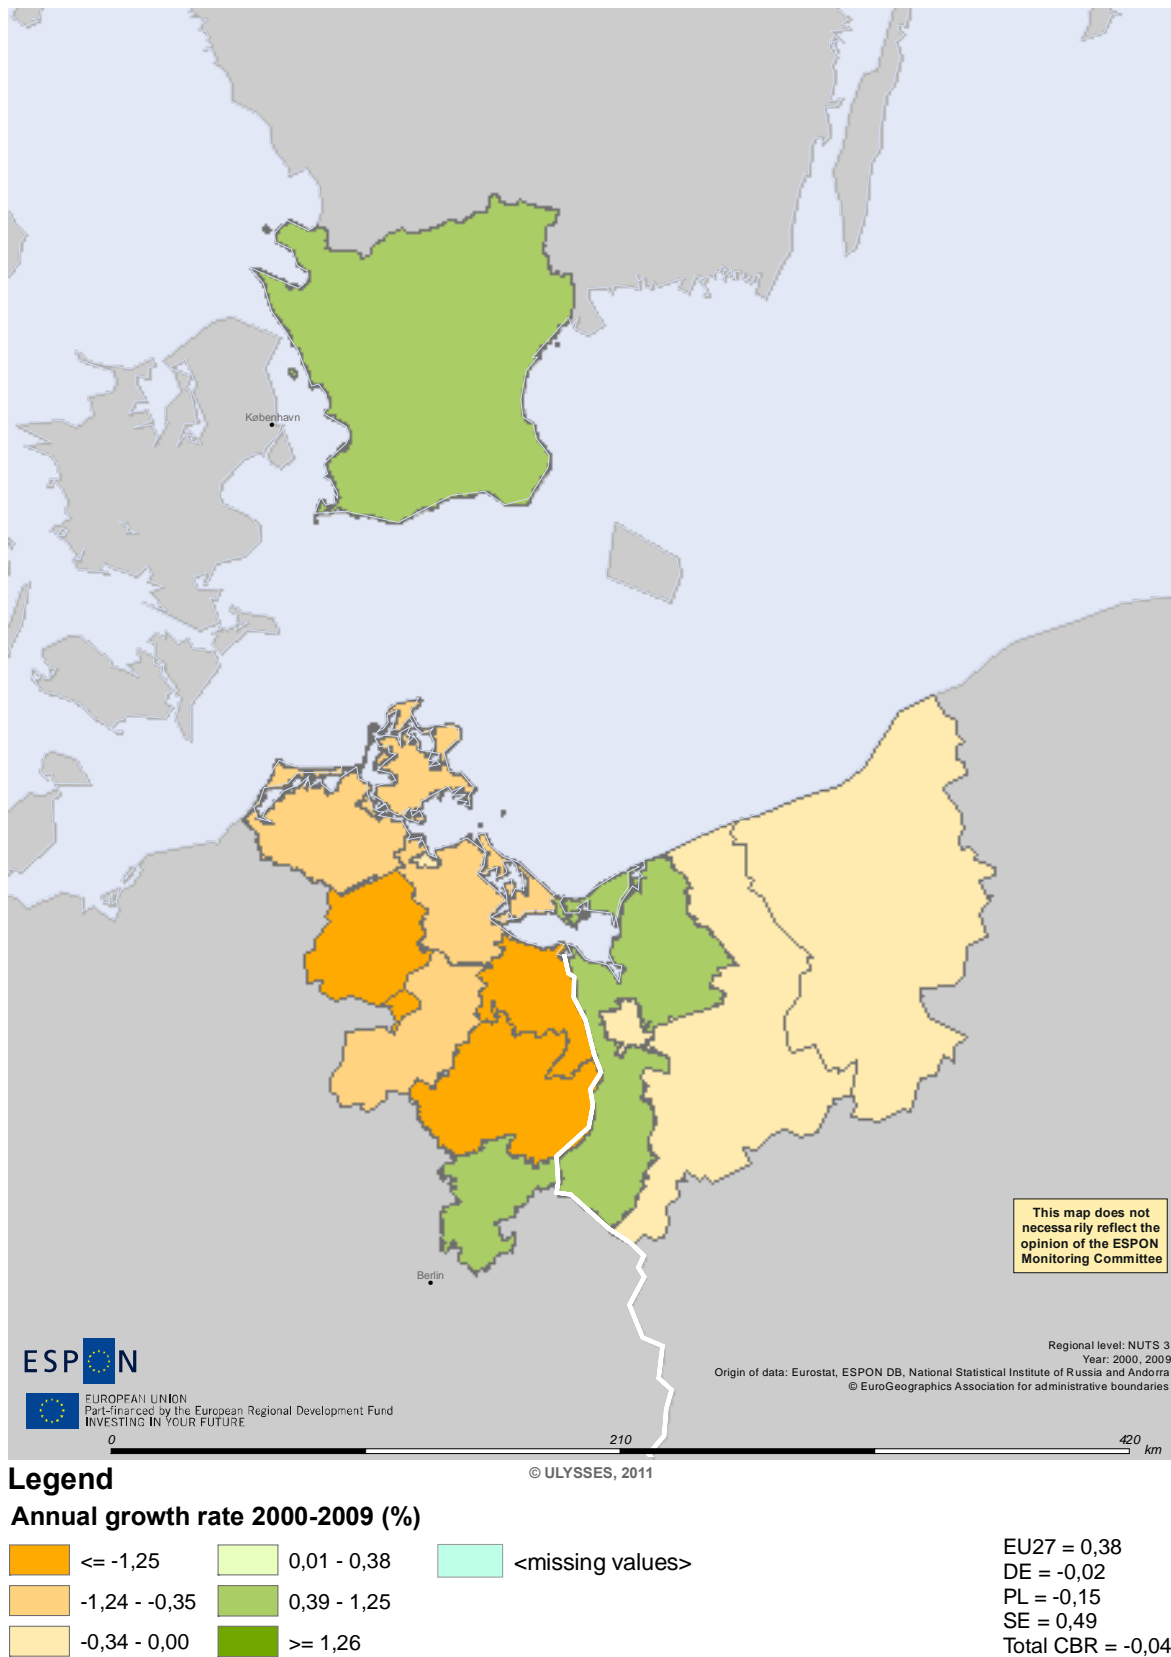 København
Berlin
This map does not
necessarily reflect the
opinion of the ESPON
Monitoring Committee
ESPON
EUROPEAN UNION
Part-financed by the European Regional Development Fund
INVESTING IN YOUR FUTURE
Regional level: NUTS 3
Year: 2000, 2009
Origin of data: Eurostat, ESPON DB, National Statistical Institute of Russia and Andorra
© EuroGeographics Association for administrative boundaries
0 210 420 km
© ULYSSES, 2011
Legend
Annual growth rate 2000-2009 (%)
<= -1,25
-1,24 - -0,35
-0,34 - 0,00
0,01 - 0,38
0,39 - 1,25
>= 1,26
<missing values>
EU27 = 0,38
DE = -0,02
PL = -0,15
SE = 0,49
Total CBR = -0,04